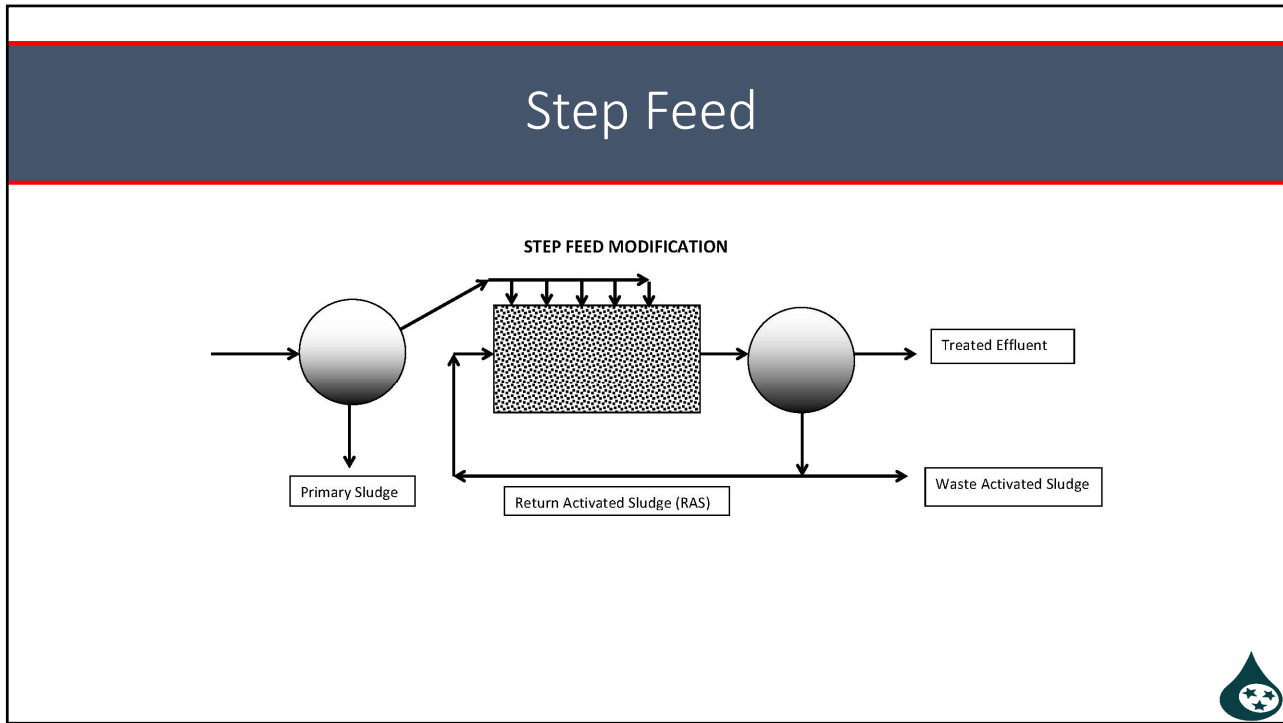 Step Feed
STEP FEED MODIFICATION
Treated Effluent
Primary Sludge
Return Activated Sludge (RAS)
Waste Activated Sludge